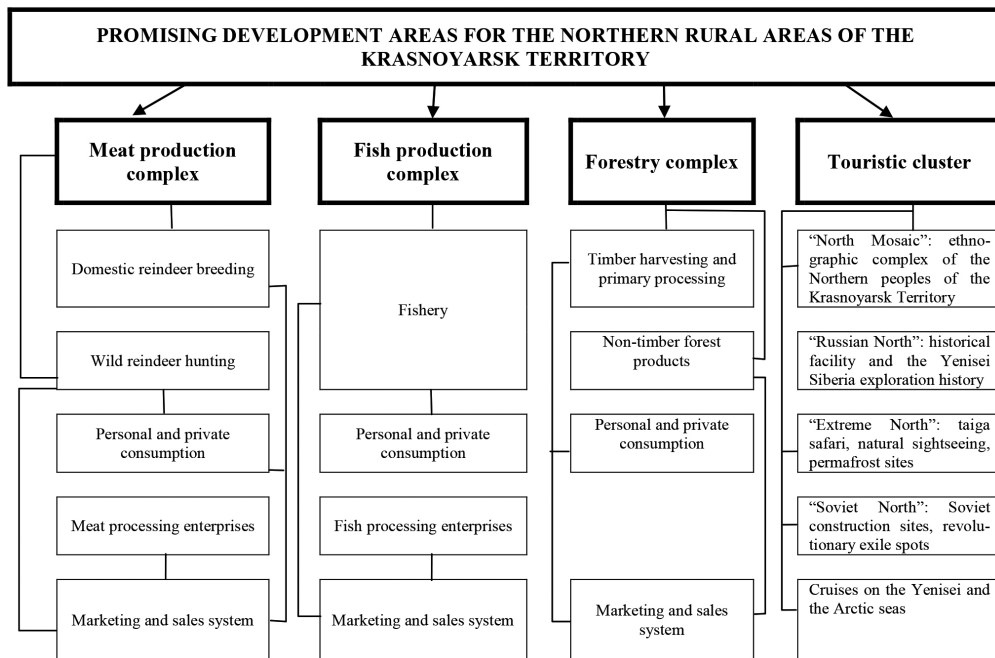 PROMISING DEVELOPMENT AREAS FOR THE NORTHERN RURAL AREAS OF THE
KRASNOYARSK TERRITORY
Meat production
complex
Domestic reindeer breeding
Wild reindeer hunting
Personal and private
consumption
Meat processing enterprises
Marketing and sales system
Fish production
complex
Fishery
Personal and private
consumption
Fish processing enterprises
Marketing and sales system
Forestry complex
Timber harvesting and
primary processing
Non-timber forest
products
Personal and private
consumption
Marketing and sales
system
Touristic cluster
“North Mosaic”: ethno-
graphic complex of the
Northern peoples of the
Krasnoyarsk Territory
“Russian North”: historical
facility and the Yenisei
Siberia exploration history
“Extreme North”: taiga
safari, natural sightseeing,
permafrost sites
“Soviet North”: Soviet
construction sites, revolu-
tionary exile spots
Cruises on the Yenisei and
the Arctic seas